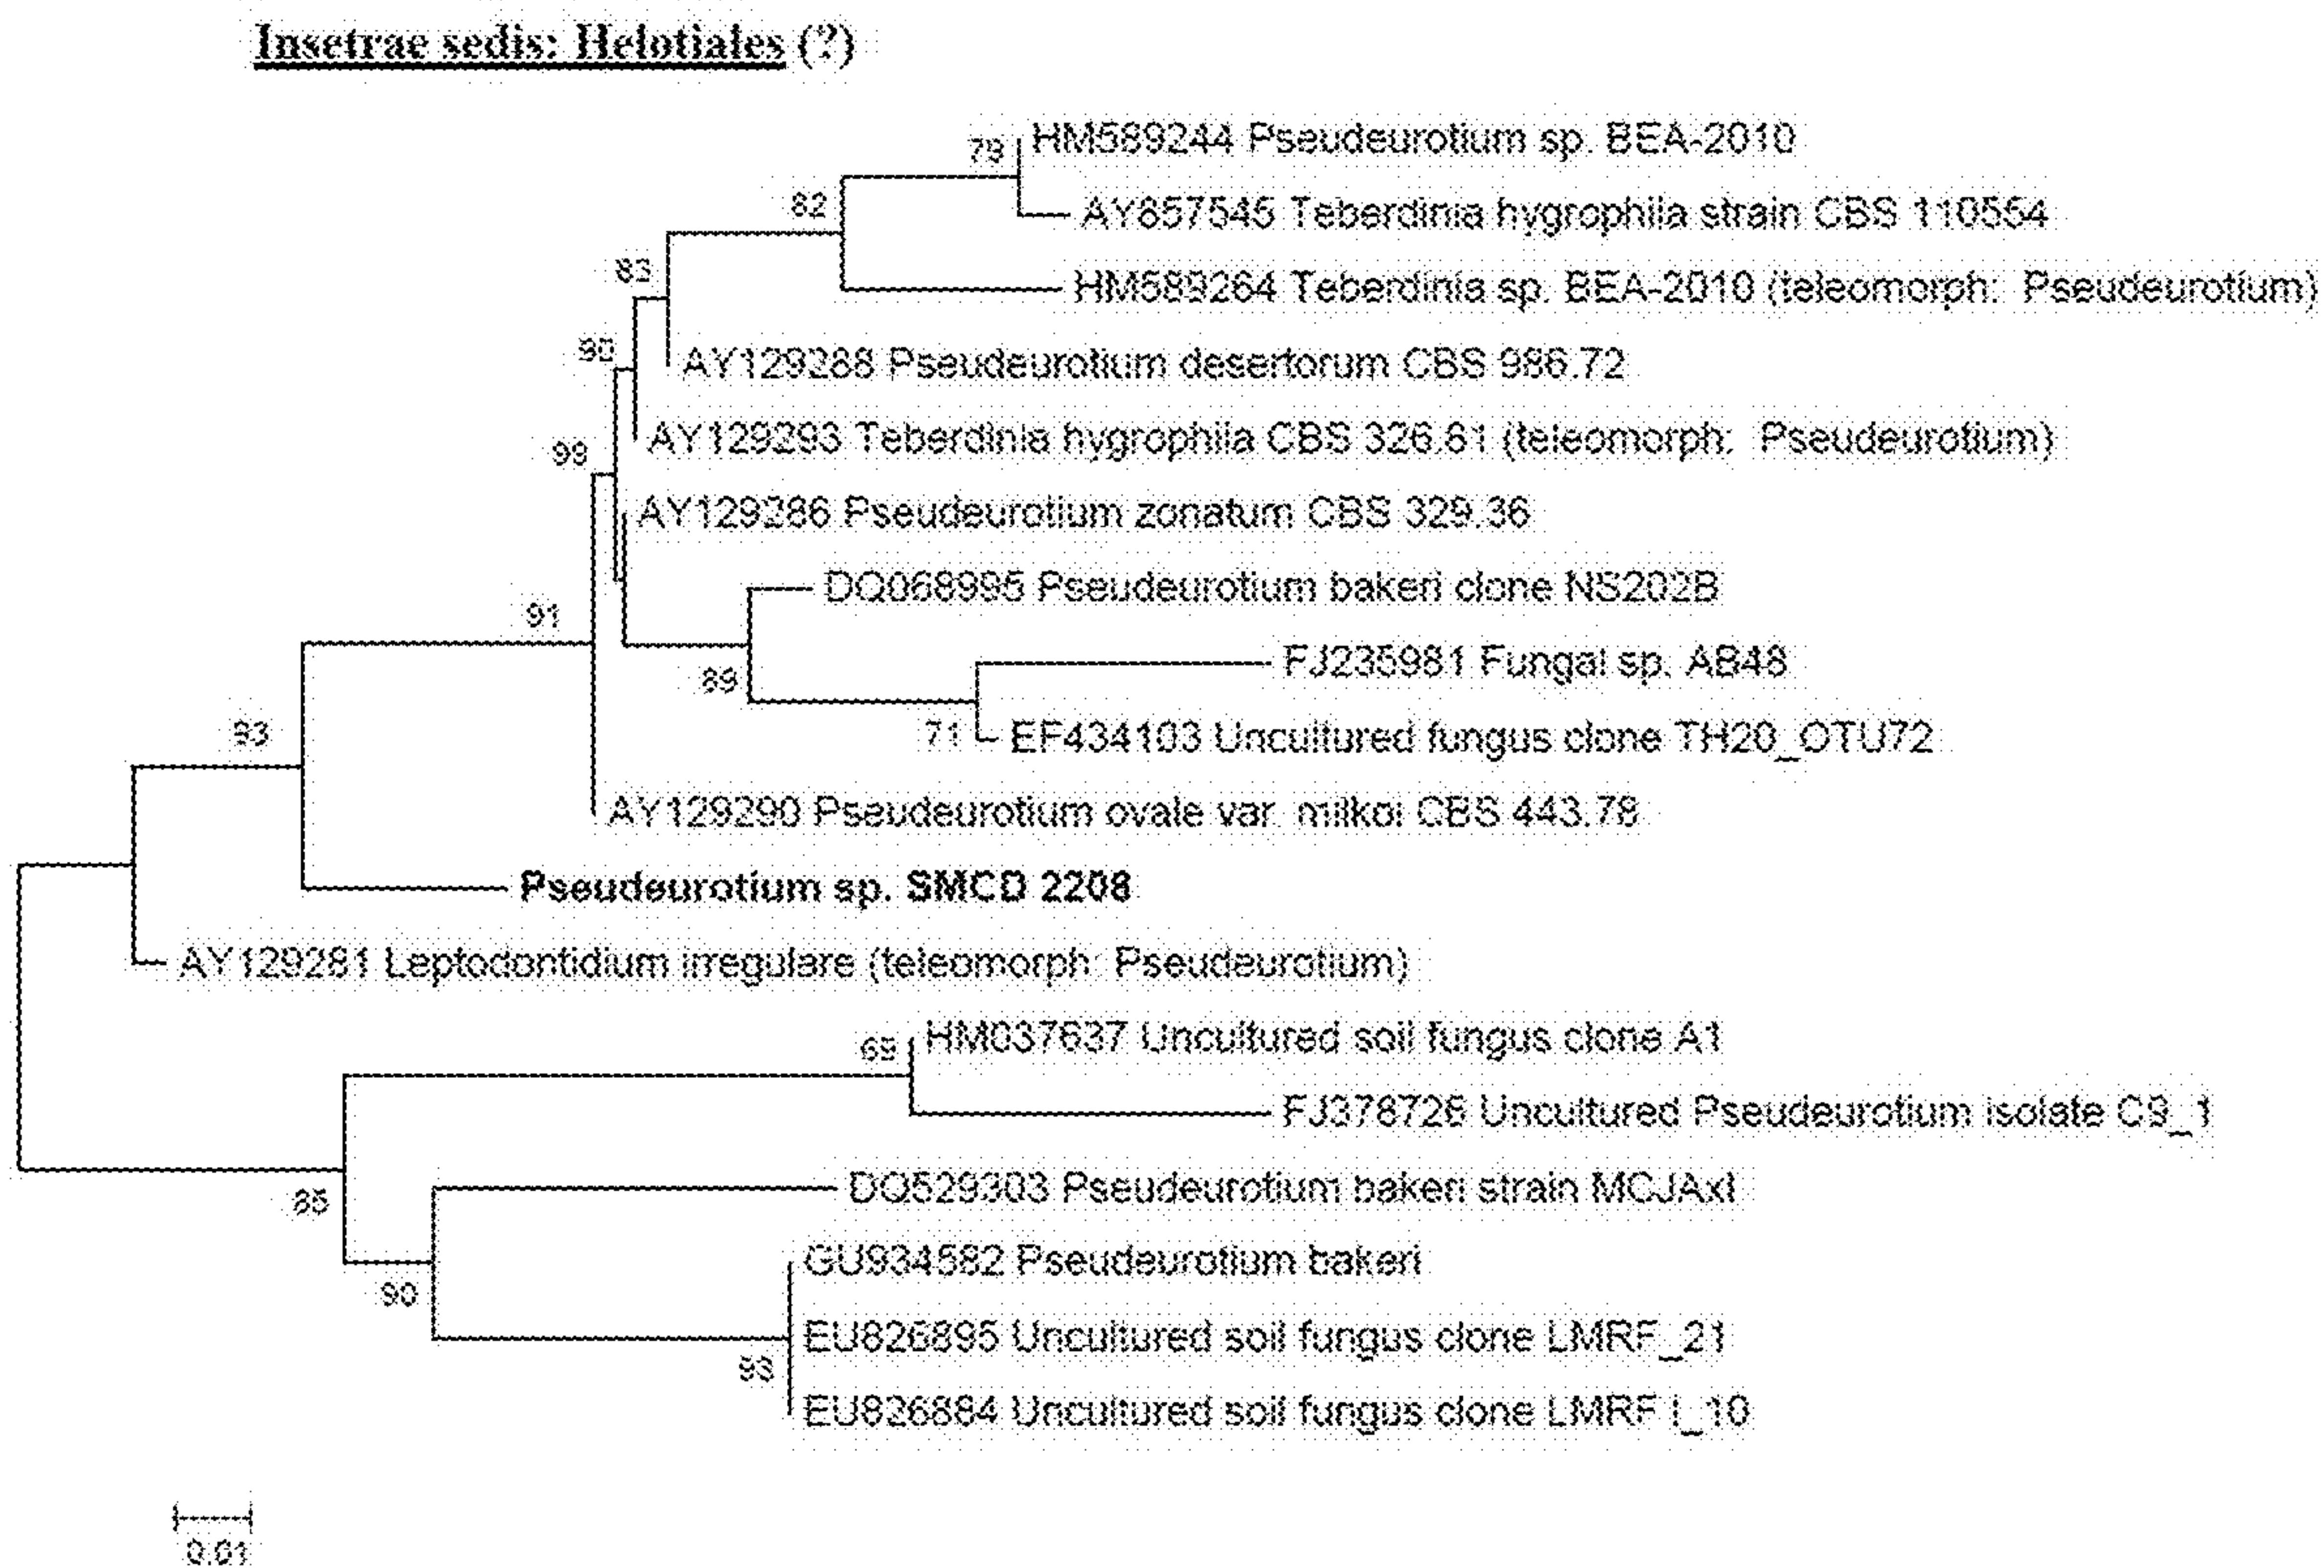 Insetrae sedis: Helotiales (?)
79
HM589244 Pseudeurotium sp. BEA-2010
AY857545 Teberdinia hygrophila strain CBS 110554
82
HM589264 Teberdinia sp. BEA-2010 (teleomorph: Pseudeurotium)
83
AY129288 Pseudeurotium desertorum CBS 986.72
90
AY129293 Teberdinia hygrophila CBS 326.81 (teleomorph: Pseudeurotium)
AY129286 Pseudeurotium zonatum CBS 329.36
DQ068995 Pseudeurotium bakeri clone NS202B
91
FJ235981 Fungal sp. AB48
89
EF434103 Uncultured fungus clone TH20_OTU72
71
AY129290 Pseudeurotium ovale var. milkoi CBS 443.78
93
Pseudeurotium sp. SMCD 2208
AY129281 Leptodontidium irregulare (teleomorph: Pseudeurotium)
HM037637 Uncultured soil fungus clone A1
FJ378726 Uncultured Pseudeurotium isolate C9_1
DQ529303 Pseudeurotium bakeri strain MCJAxI
85
GU934582 Pseudeurotium bakeri
90
EU826895 Uncultured soil fungus clone LMRF_21
93
EU826884 Uncultured soil fungus clone LMRF I_10
0.01